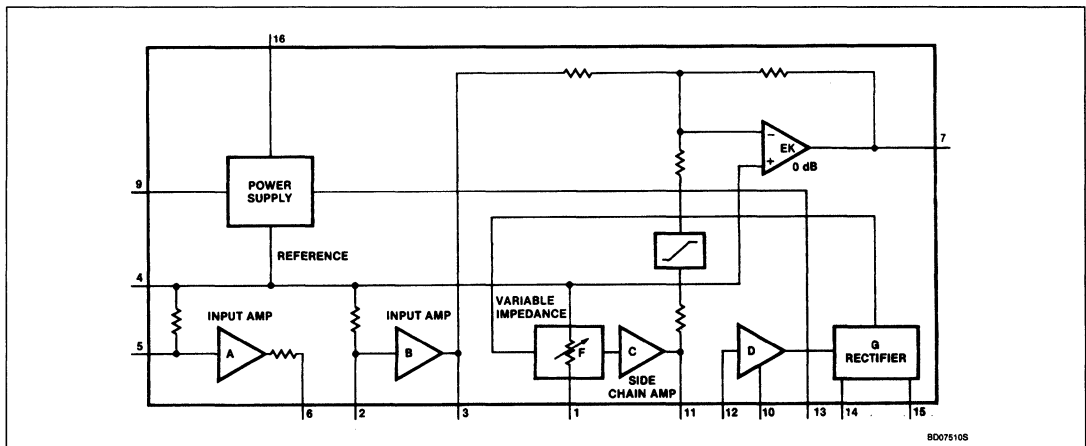 16
7
EK
0 dB
9
POWER
SUPPLY
REFERENCE
4
VARIABLE
IMPEDANCE
INPUT AMP
INPUT AMP
5
A
B
F
C
D
G
RECTIFIER
SIDE
CHAIN AMP
6
2
3
1
11
12
10
13
14
15
BD07510S